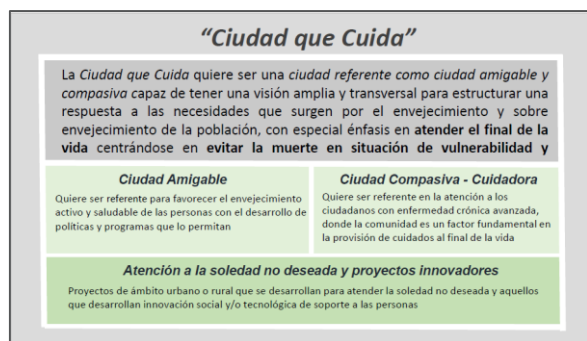 “Ciudad que Cuida”
La Ciudad que Cuida quiere ser una ciudad referente como ciudad amigable y
compasiva capaz de tener una visión amplia y transversal para estructurar una
respuesta a las necesidades que surgen por el envejecimiento y sobre
envejecimiento de la población, con especial énfasis en atender el final de la
vida centrándose en evitar la muerte en situación de vulnerabilidad y
Ciudad Amigable
Quiere ser referente para favorecer el envejecimiento
activo y saludable de las personas con el desarrollo de
políticas y programas que lo permitan
Ciudad Compasiva - Cuidadora
Quiere ser referente en la atención a los
ciudadanos con enfermedad crónica avanzada,
donde la comunidad es un factor fundamental en
la provisión de cuidados al final de la vida
Atención a la soledad no deseada y proyectos innovadores
Proyectos de ámbito urbano o rural que se desarrollan para atender la soledad no deseada y aquellos
que desarrollan innovación social y/o tecnológica de soporte a las personas